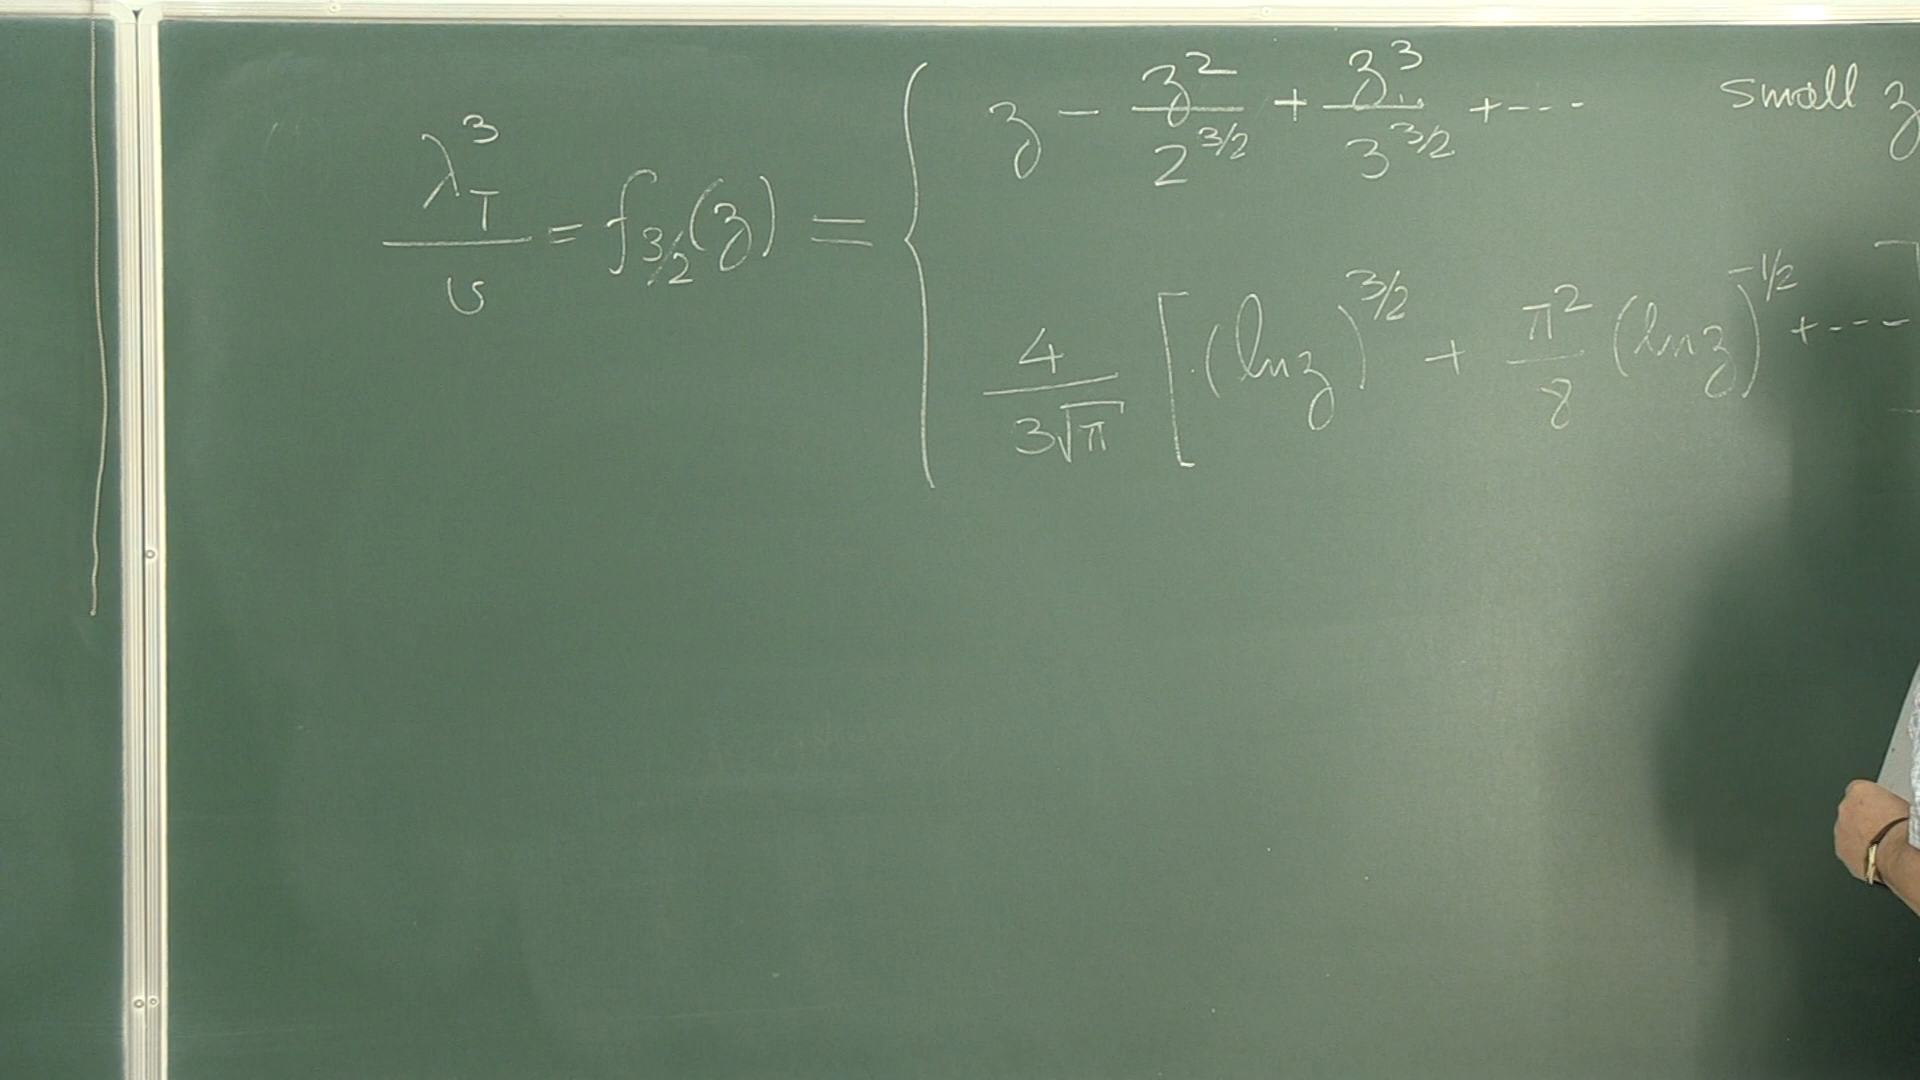 λ_T^3 / v = f_{3/2}(z) = { z - z^2/2^{3/2} + z^3/3^{3/2} + --- small z
4/(3√π) [ (ln z)^{3/2} + π^2/8 (ln z)^{-1/2} + --- ]